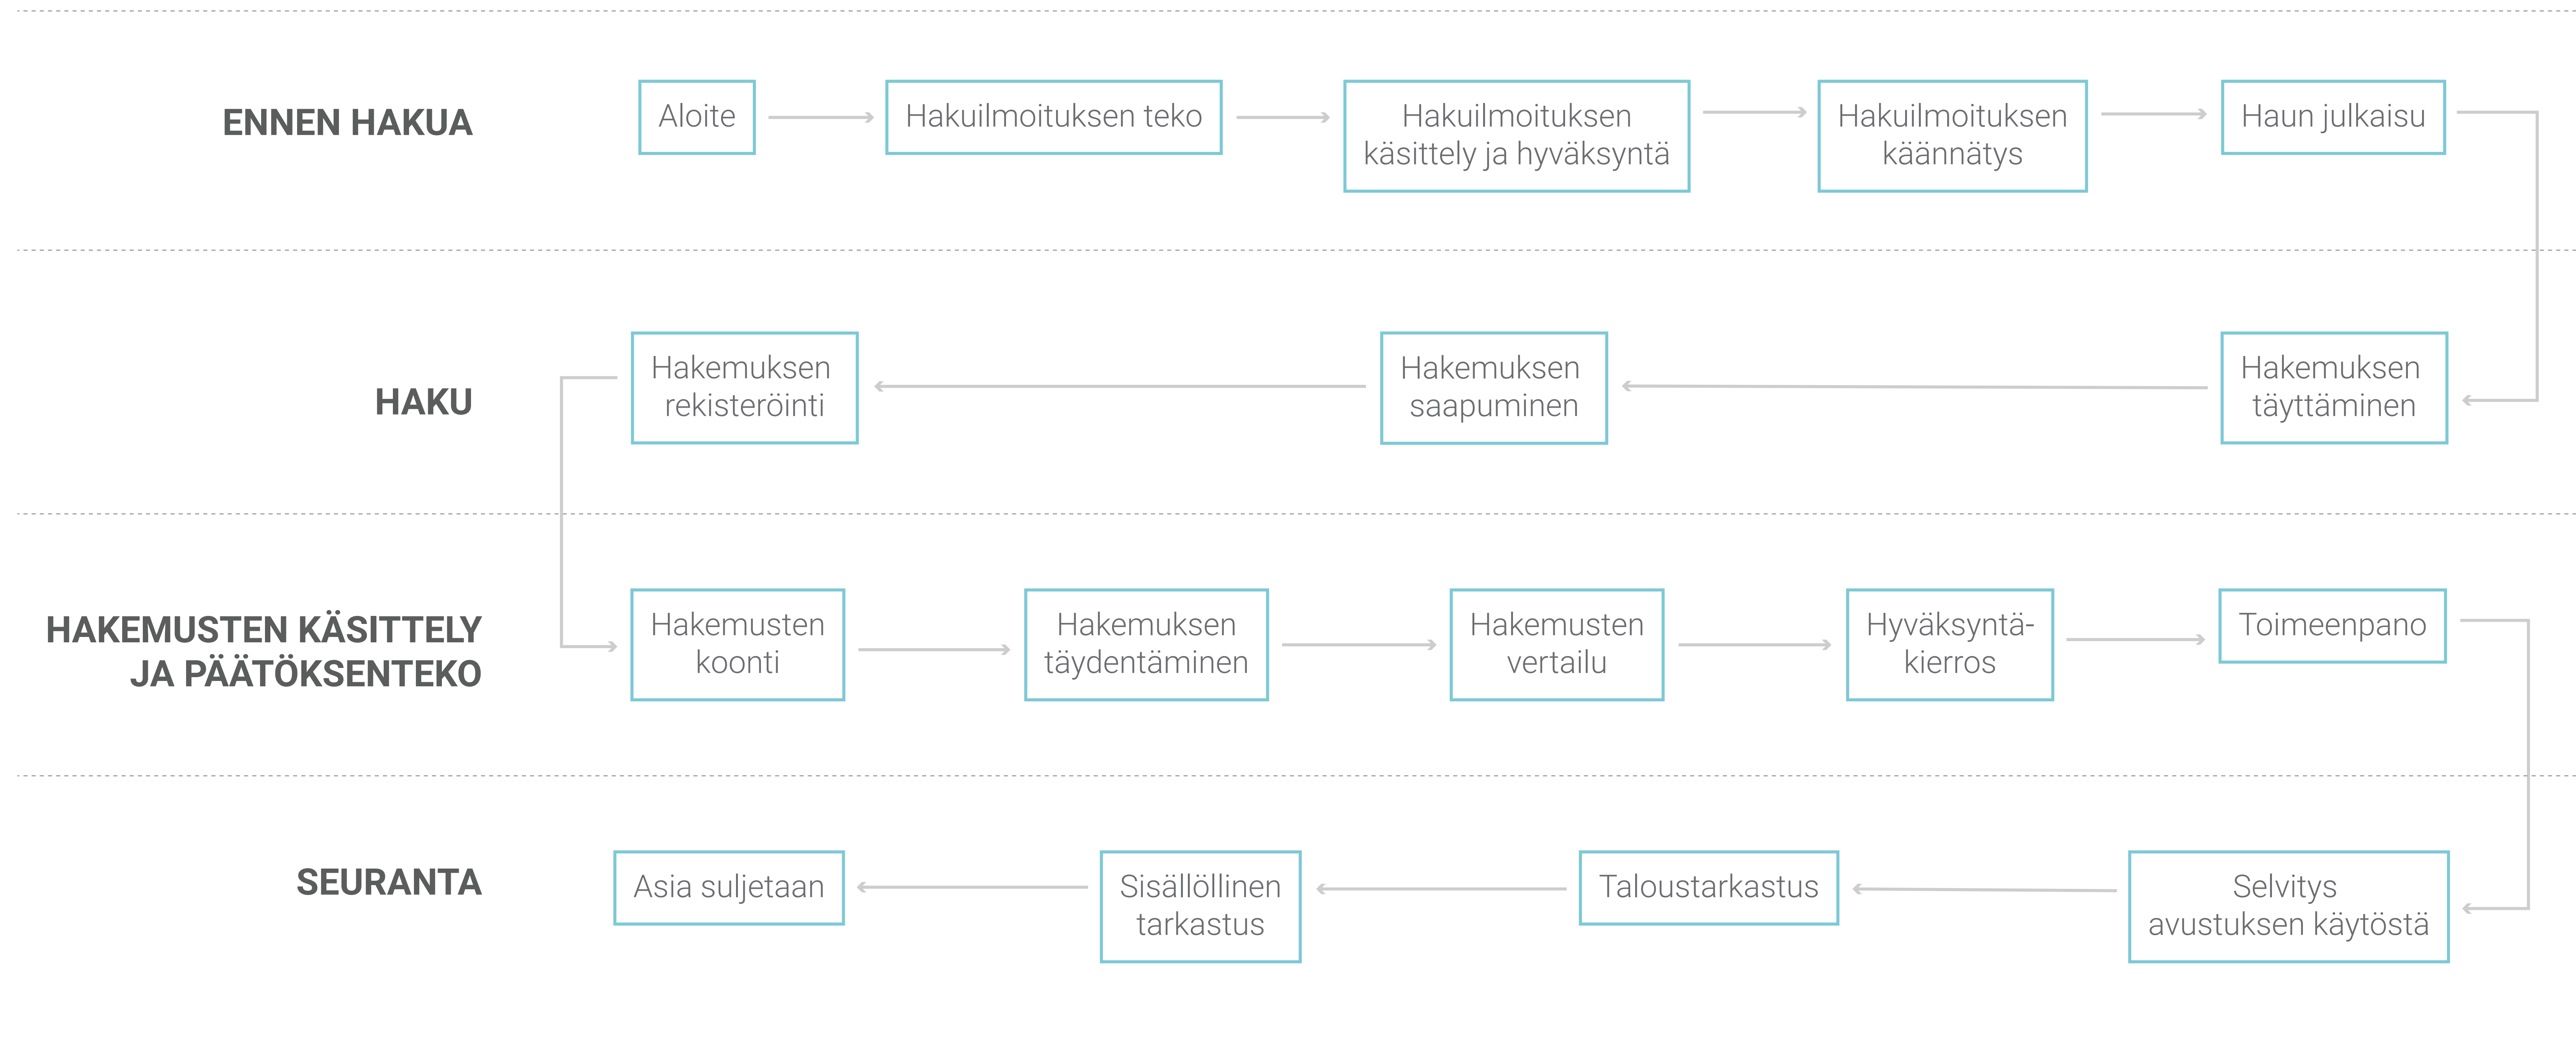 ENNEN HAKUA
Aloite
Hakuilmoituksen teko
Hakuilmoituksen
käsittely ja hyväksyntä
Hakuilmoituksen
käännätys
Haun julkaisu
HAKU
Hakemuksen
rekisteröinti
Hakemuksen
saapuminen
Hakemuksen
täyttäminen
HAKEMUSTEN KÄSITTELY
JA PÄÄTÖKSENTEKO
Hakemusten
koonti
Hakemuksen
täydentäminen
Hakemusten
vertailu
Hyväksyntä-
kierros
Toimeenpano
SEURANTA
Asia suljetaan
Sisällöllinen
tarkastus
Taloustarkastus
Selvitys
avustuksen käytöstä